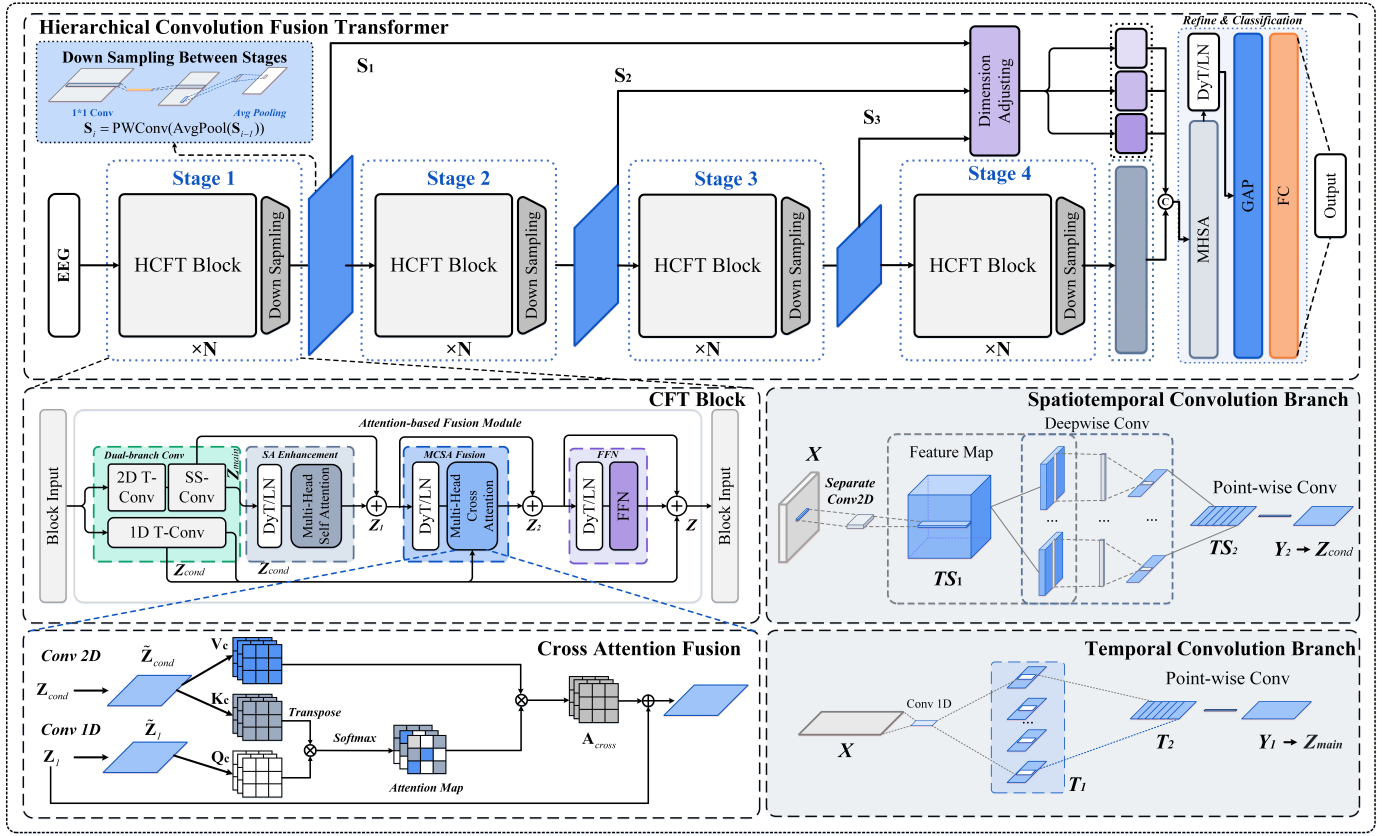 Hierarchical Convolution Fusion Transformer
Down Sampling Between Stages
1*1 Conv
Avg Pooling
S_i = PWConv(AvgPool(S_{i−1}))
S1
S2
S3
Dimension Adjusting
Refine & Classification
EEG
Stage 1
HCFT Block
Down Sapmling
×N
Stage 2
HCFT Block
Down Sampling
×N
Stage 3
HCFT Block
Down Sampling
×N
Stage 4
HCFT Block
Down Sampling
×N
C
MHSA
DyT/LN
GAP
FC
Output
CFT Block
Attention-based Fusion Module
Block Input
Dual-branch Conv
2D T-Conv
SS-Conv
1D T-Conv
Z_main
Z_cond
Z_cond
SA Enhancement
DyT/LN
Multi-Head Self Attention
Z_1
MCSA Fusion
DyT/LN
Multi-Head Cross Attention
Z_2
FFN
DyT/LN
FFN
Z
Block Input
Spatiotemporal Convolution Branch
Deepwise Conv
X
Separate Conv2D
Feature Map
TS1
...
...
...
Point-wise Conv
TS2
Y2 → Z_cond
Cross Attention Fusion
Conv 2D
Z_cond
Z̃_cond
Vc
Kc
Transpose
Conv 1D
Z_1
Z̃_1
Qc
Softmax
Attention Map
A_cross
Temporal Convolution Branch
X
Conv 1D
...
T1
Point-wise Conv
T2
Y1 → Z_main